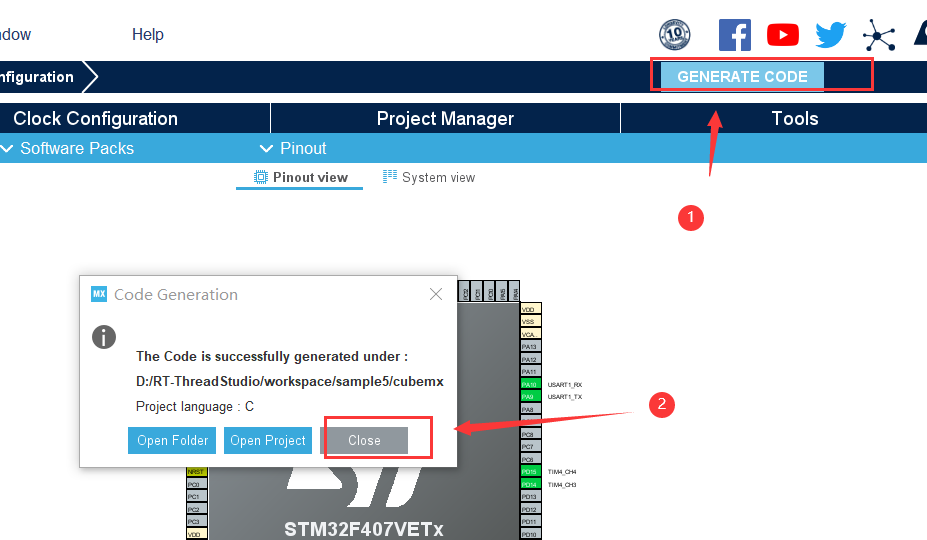 ndow
Help
10
nfiguration
GENERATE CODE
Clock Configuration
Project Manager
Tools
Software Packs
Pinout
Pinout view
System view
1
MX
Code Generation
The Code is successfully generated under :
D:/RT-ThreadStudio/workspace/sample5/cubemx
Project language : C
Open Folder
Open Project
Close
2
VDD
VSS
VCA..
PA13
PA12
PA11
PA10
USART1_RX
PA9
USART1_TX
PA8
PC8
PC7
PC6
PD15
TIM4_CH4
PD14
TIM4_CH3
PD13
PD12
PD11
PD10
NRST
PC0
PC1
PC2
PC3
VDD
STM32F407VETx